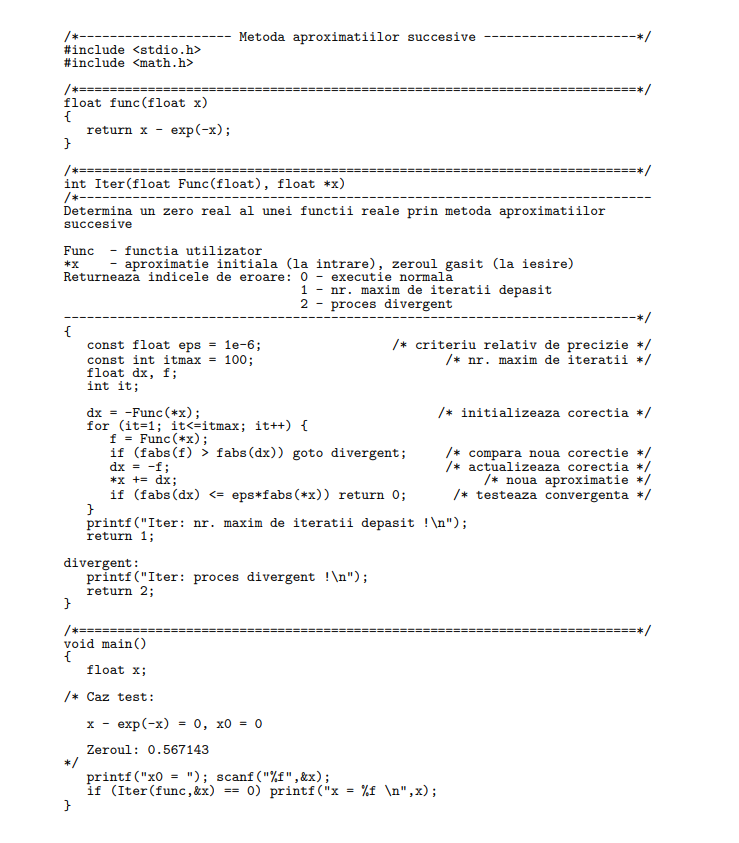 /*-------------------- Metoda aproximatiilor succesive --------------------*/
#include <stdio.h>
#include <math.h>
/*=========================================================================*/
float func(float x)
{
   return x - exp(-x);
}
/*=========================================================================*/
int Iter(float Func(float), float *x)
/*---------------------------------------------------------------------------
Determina un zero real al unei functii reale prin metoda aproximatiilor
succesive
Func  - functia utilizator
*x    - aproximatie initiala (la intrare), zeroul gasit (la iesire)
Returneaza indicele de eroare: 0 - executie normala
                               1 - nr. maxim de iteratii depasit
                               2 - proces divergent
---------------------------------------------------------------------------*/
{
   const float eps = 1e-6;                 /* criteriu relativ de precizie */
   const int itmax = 100;                         /* nr. maxim de iteratii */
   float dx, f;
   int it;
   dx = -Func(*x);                               /* initializeaza corectia */
   for (it=1; it<=itmax; it++) {
      f = Func(*x);
      if (fabs(f) > fabs(dx)) goto divergent;     /* compara noua corectie */
      dx = -f;                                    /* actualizeaza corectie */
      *x += dx;                                        /* noua aproximatie */
      if (fabs(dx) <= eps*fabs(*x)) return 0;      /* testeaza convergenta */
   }
   printf("Iter: nr. maxim de iteratii depasit !\n");
   return 1;
divergent:
   printf("Iter: proces divergent !\n");
   return 2;
}
/*=========================================================================*/
void main()
{
   float x;
/* Caz test:
   x - exp(-x) = 0, x0 = 0
   Zeroul: 0.567143
*/
   printf("x0 = "); scanf("%f",&x);
   if (Iter(func,&x) == 0) printf("x = %f \n",x);
}